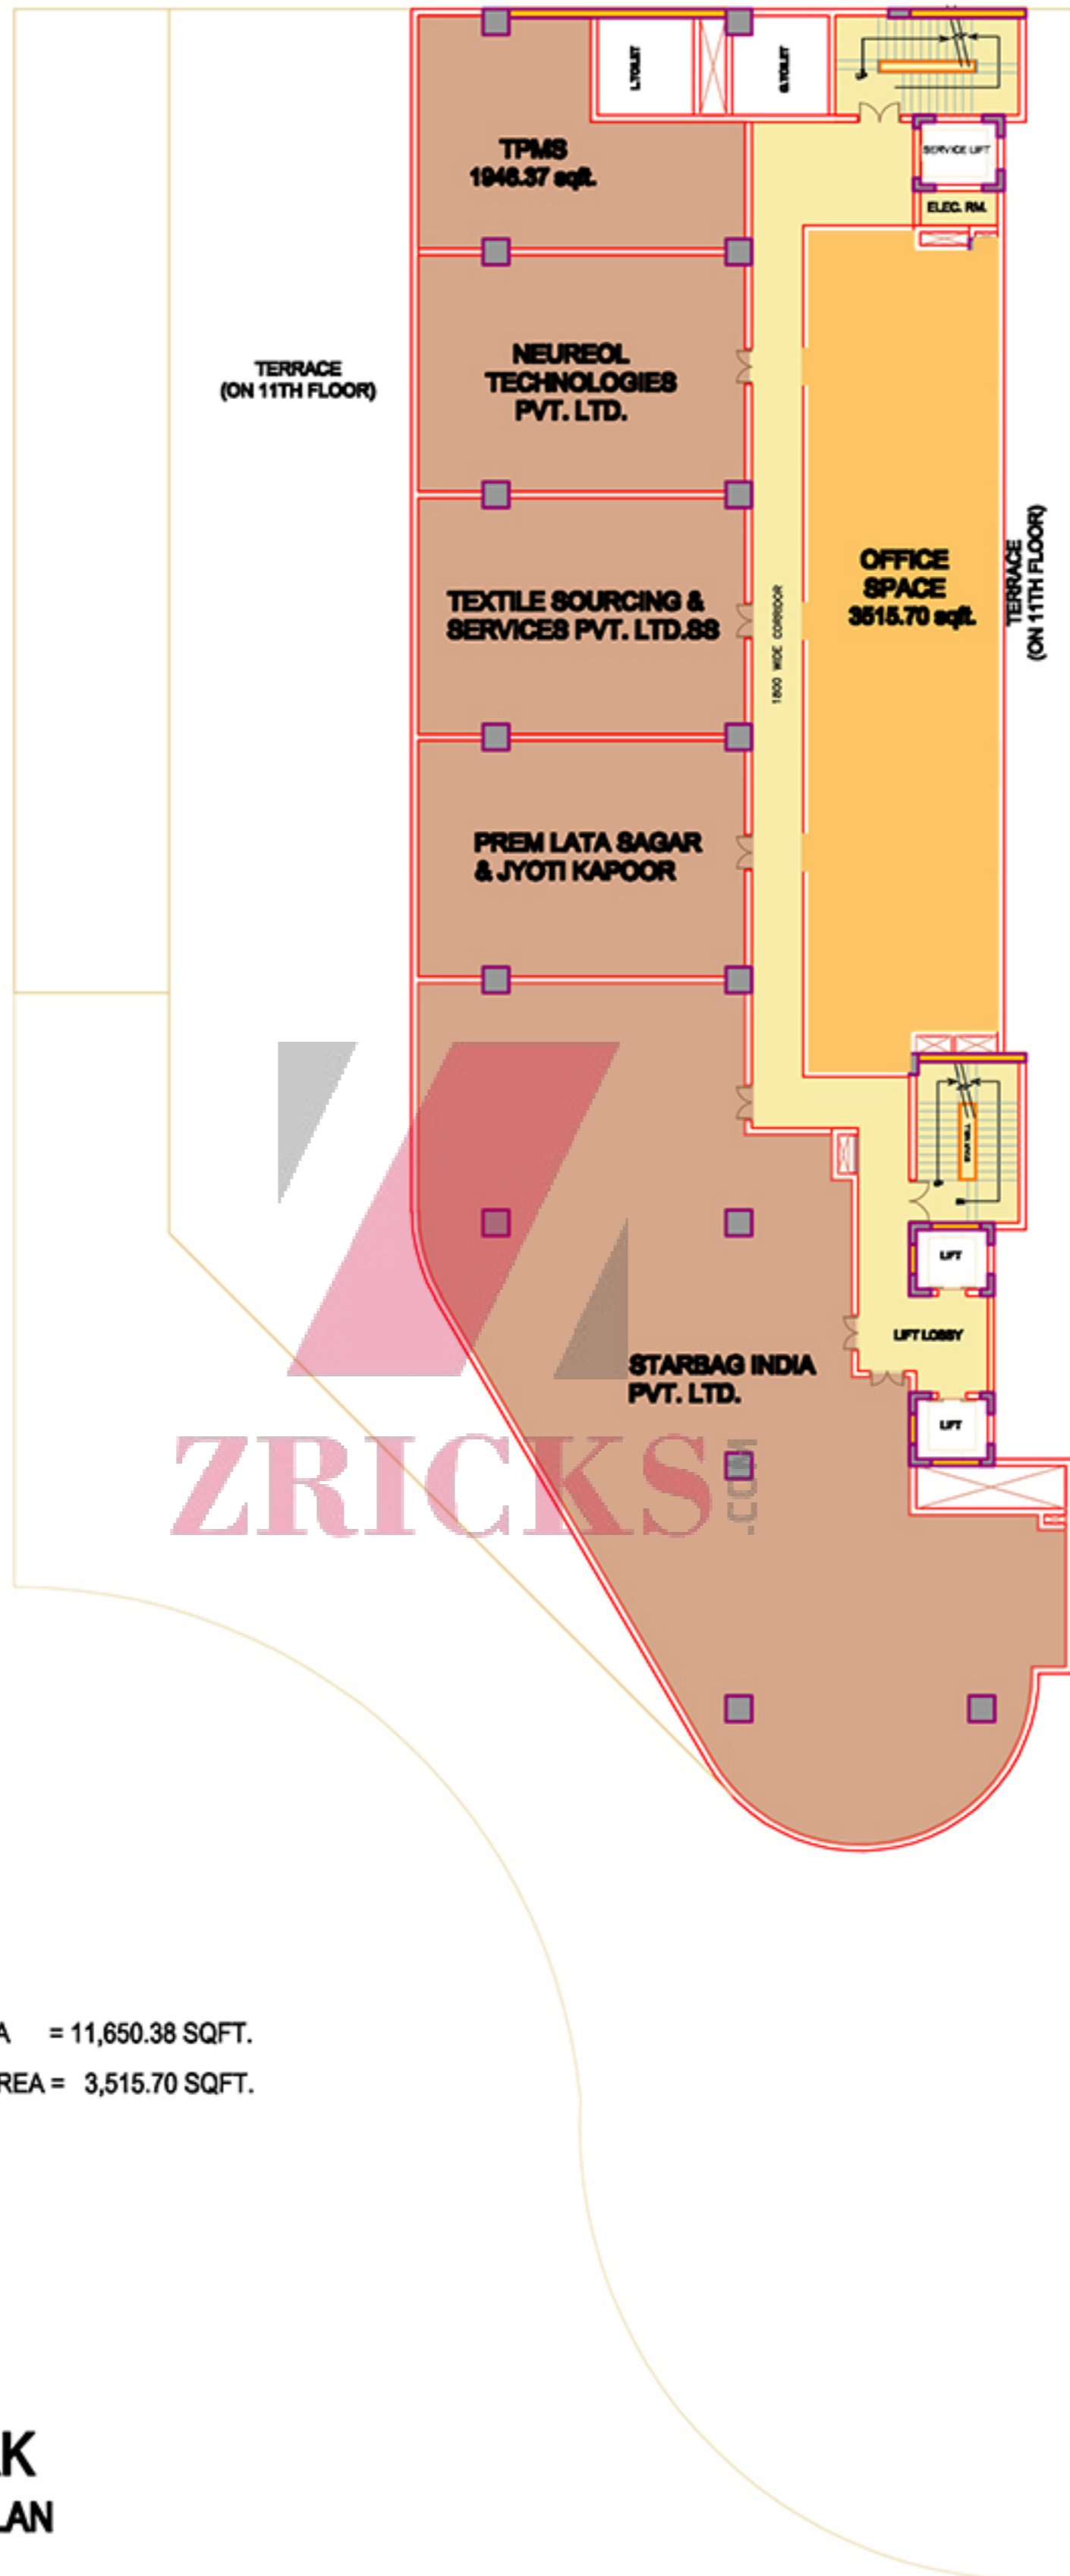 L.TOILET
G.TOILET
SERVICE LIFT
ELEC. RM.
TPMS
1946.37 sqft.
TERRACE
(ON 11TH FLOOR)
NEUREOL
TECHNOLOGIES
PVT. LTD.
OFFICE
SPACE
3515.70 sqft.
TERRACE
(ON 11TH FLOOR)
TEXTILE SOURCING &
SERVICES PVT. LTD.SS
1800 WIDE CORRIDOR
PREM LATA SAGAR
& JYOTI KAPOOR
LIFT
LIFT LOBBY
STARBAG INDIA
PVT. LTD.
LIFT
ZRICKS
.COM
A = 11,650.38 SQFT.
REA = 3,515.70 SQFT.
K
LAN